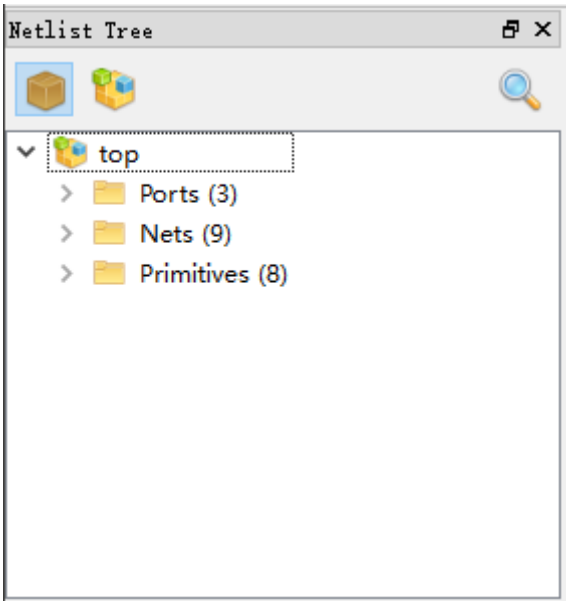 Netlist Tree
top
Ports (3)
Nets (9)
Primitives (8)